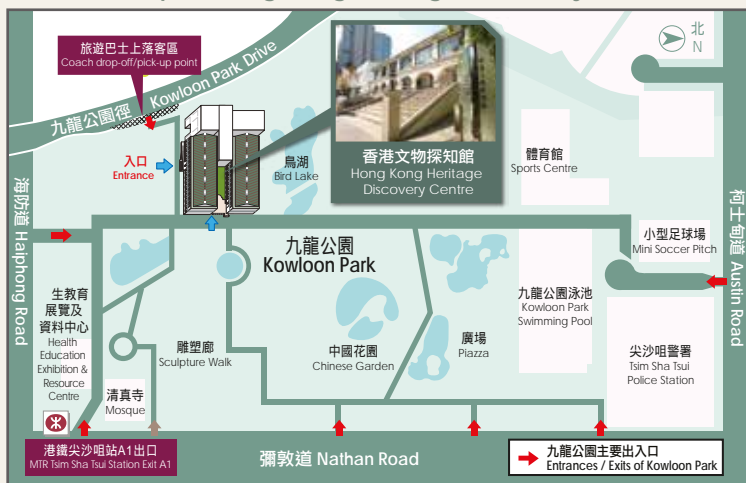 旅遊巴士上落客區
Coach drop-off/pick-up point
九龍公園徑 Kowloon Park Drive
北
N
入口
Entrance
鳥湖
Bird Lake
香港文物探知館
Hong Kong Heritage
Discovery Centre
體育館
Sports Centre
海防道 Haiphong Road
柯士甸道 Austin Road
小型足球場
Mini Soccer Pitch
九龍公園
Kowloon Park
生教育
展覽及
資料中心
Health
Education
Exhibition &
Resource
Centre
雕塑廊
Sculpture Walk
中國花園
Chinese Garden
廣場
Piazza
九龍公園泳池
Kowloon Park
Swimming Pool
尖沙咀警署
Tsim Sha Tsui
Police Station
清真寺
Mosque
港鐵尖沙咀站A1出口
MTR Tsim Sha Tsui Station Exit A1
彌敦道 Nathan Road
九龍公園主要出入口
Entrances / Exits of Kowloon Park